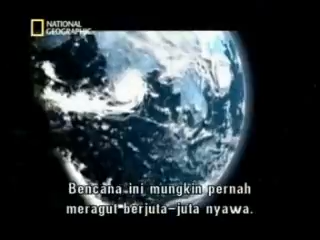 NATIONAL
GEOGRAPHIC
Bencana ini mungkin pernah
meragut berjuta-juta nyawa.